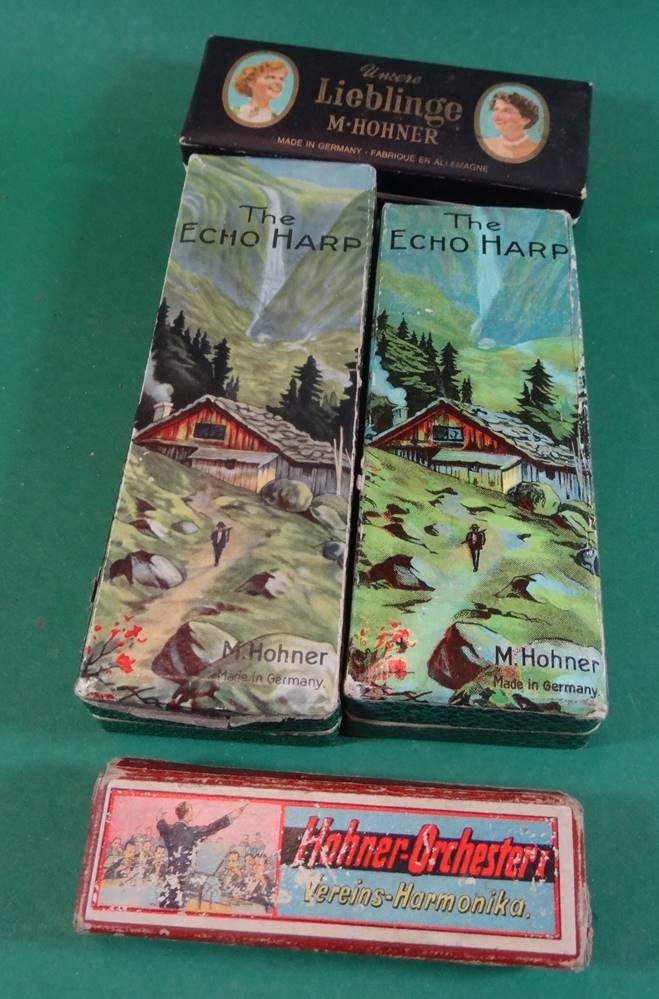 Unsere
Lieblinge
M·HOHNER
MADE IN GERMANY · FABRIQUÉ EN ALLEMAGNE
The
ECHO HARP
M. Hohner
Made in Germany.
The
ECHO HARP
M. Hohner
Made in Germany.
Hohner-Orchester I
Vereins-Harmonika.